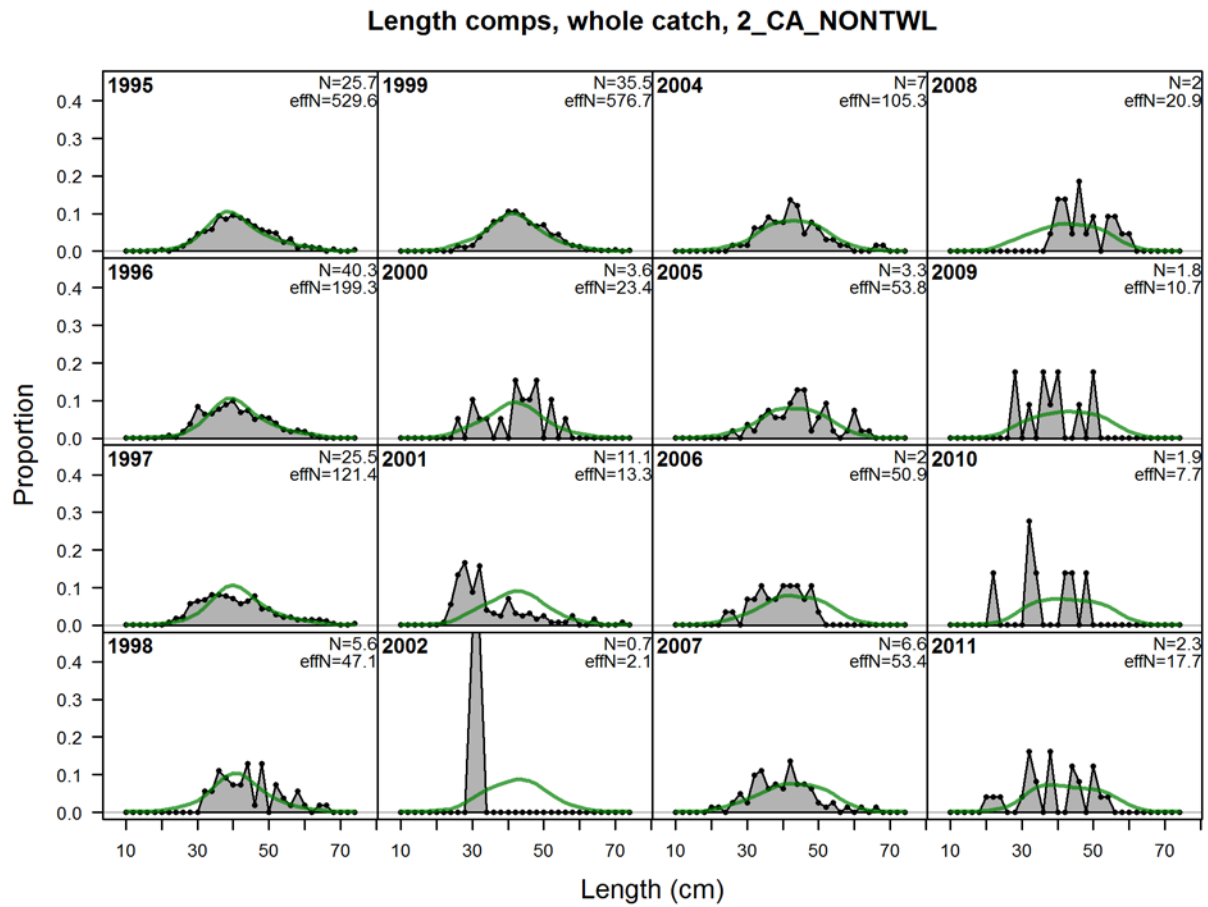 Length comps, whole catch, 2_CA_NONTWL
1995 N=25.7 1999 N=35.5 2004 N=7 2008 N=2
effN=529.6 effN=576.7 effN=105.3 effN=20.9
0.4
0.3
0.2
0.1
0.0
1996 N=40.3 2000 N=3.6 2005 N=3.3 2009 N=1.8
effN=199.3 effN=23.4 effN=53.8 effN=10.7
0.4
0.3
0.2
0.1
0.0
1997 N=25.5 2001 N=11.1 2006 N=2 2010 N=1.9
effN=121.4 effN=13.3 effN=50.9 effN=7.7
0.4
0.3
0.2
0.1
0.0
1998 N=5.6 2002 N=0.7 2007 N=6.6 2011 N=2.3
effN=47.1 effN=2.1 effN=53.4 effN=17.7
0.4
0.3
0.2
0.1
0.0
10 30 50 70 10 30 50 70 10 30 50 70 10 30 50 70
Length (cm)
Proportion